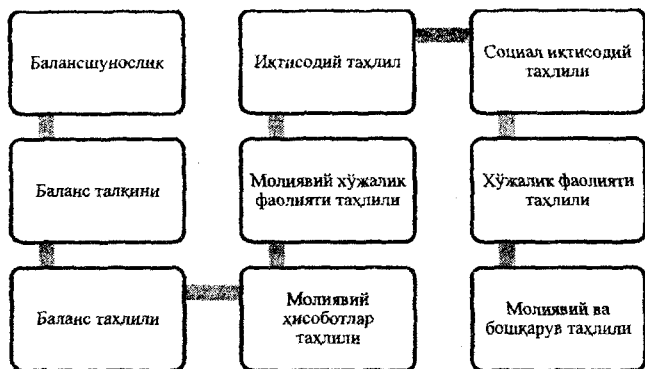 Балансшунослик
Баланс талқини
Баланс таҳлили
Молиявий
ҳисоботлар
таҳлили
Молиявий хўжалик
фаолияти таҳлили
Иқтисодий таҳлил
Социал иқтисодий
таҳлили
Хўжалик фаолияти
таҳлили
Молиявий ва
бошқарув таҳлили